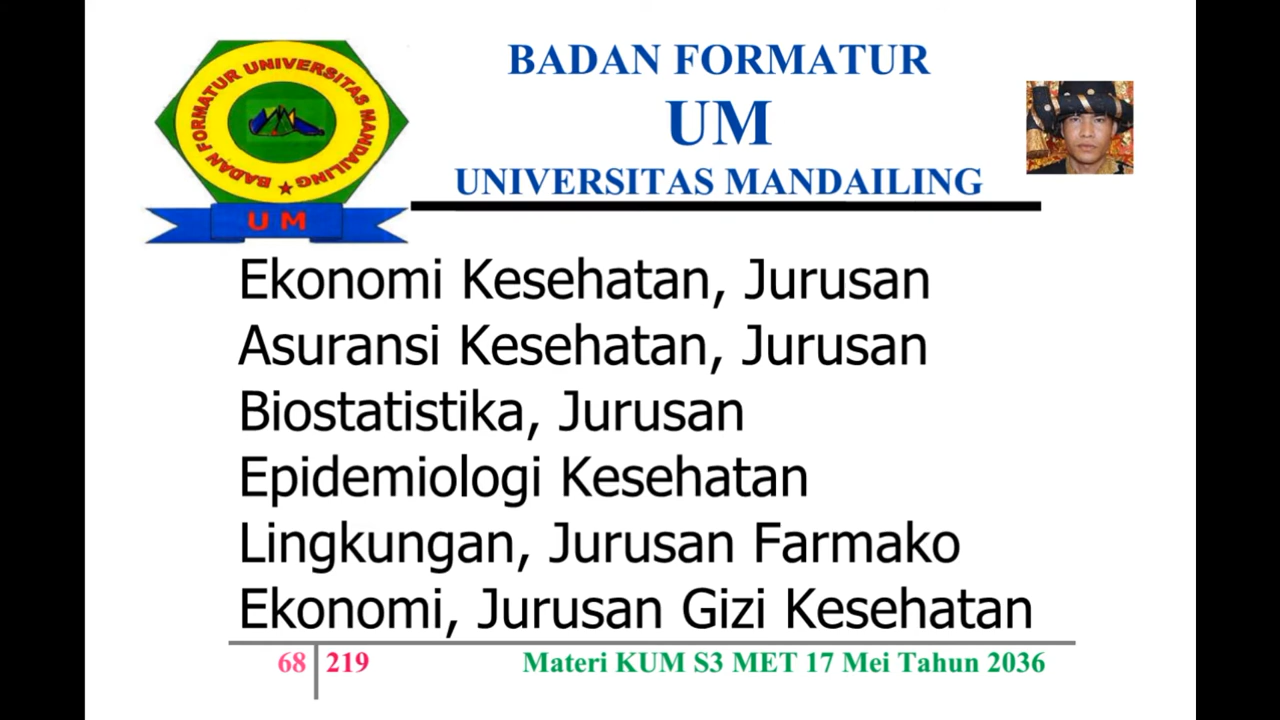 BADAN FORMATUR UNIVERSITAS MANDAILING
UM
BADAN FORMATUR
UM
UNIVERSITAS MANDAILING
Ekonomi Kesehatan, Jurusan
Asuransi Kesehatan, Jurusan
Biostatistika, Jurusan
Epidemiologi Kesehatan
Lingkungan, Jurusan Farmako
Ekonomi, Jurusan Gizi Kesehatan
68 219 Materi KUM S3 MET 17 Mei Tahun 2036